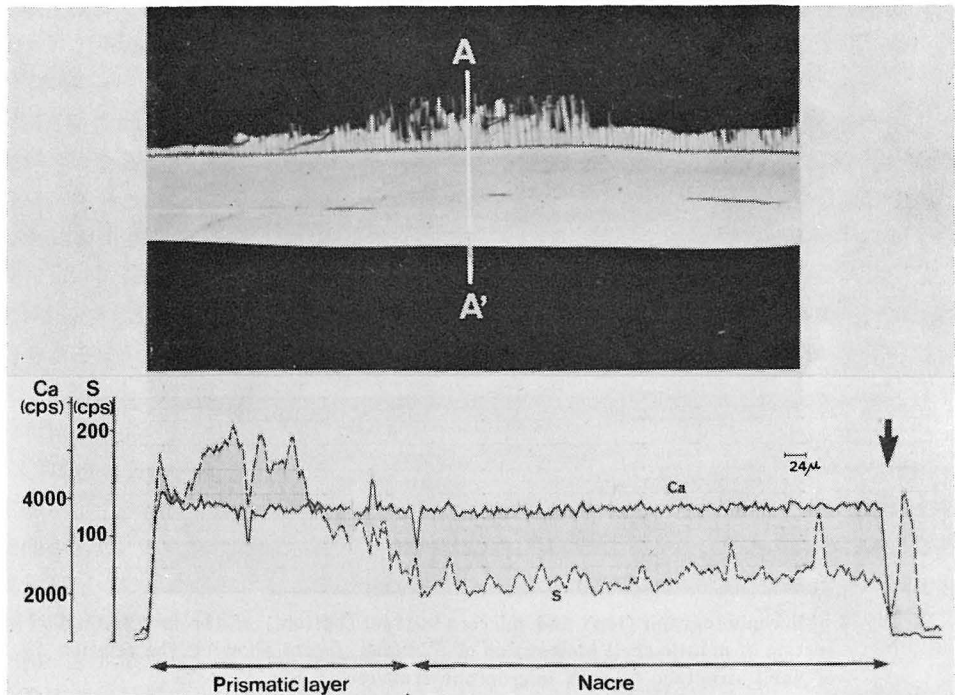 A
A'
Ca S
(cps) (cps)
200
4000
100
2000
24μ
Ca
S
Prismatic layer Nacre